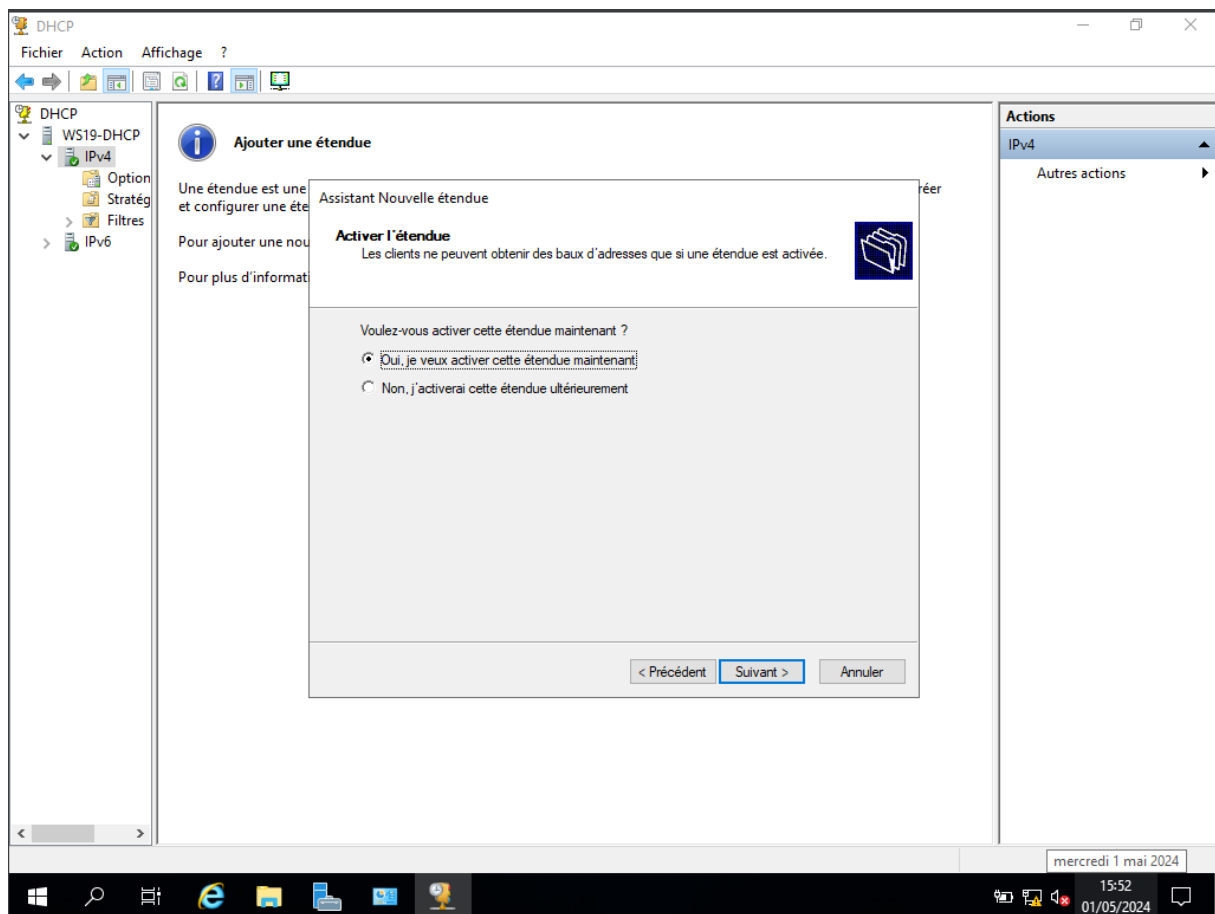 DHCP
Fichier Action Affichage ?
DHCP
WS19-DHCP
IPv4
Option
Stratég
Filtres
IPv6
Ajouter une étendue
Une étendue est une
réer
et configurer une éte
Pour ajouter une nou
Pour plus d'informati
Assistant Nouvelle étendue
Activer l'étendue
Les clients ne peuvent obtenir des baux d'adresses que si une étendue est activée.
Voulez-vous activer cette étendue maintenant ?
Oui, je veux activer cette étendue maintenant
Non, j'activerai cette étendue ultérieurement
< Précédent
Suivant >
Annuler
Actions
IPv4
Autres actions
mercredi 1 mai 2024
15:52
01/05/2024